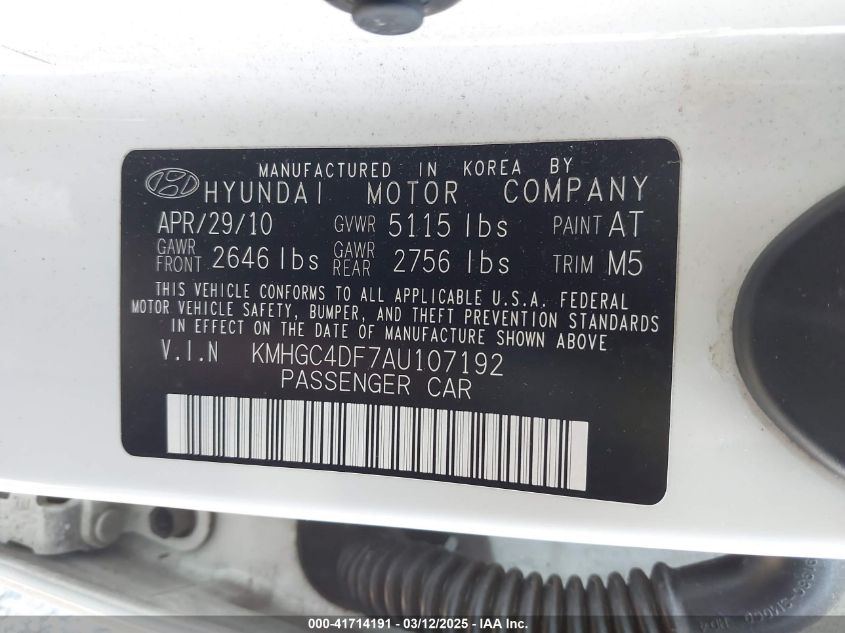 MANUFACTURED IN KOREA BY
HYUNDAI MOTOR COMPANY
APR/29/10 GVWR 5115 lbs PAINT AT
GAWR FRONT 2646 lbs GAWR REAR 2756 lbs TRIM M5
THIS VEHICLE CONFORMS TO ALL APPLICABLE U.S.A. FEDERAL
MOTOR VEHICLE SAFETY, BUMPER, AND THEFT PREVENTION STANDARDS
IN EFFECT ON THE DATE OF MANUFACTURE SHOWN ABOVE
V.I.N KMHGC4DF7AU107192
PASSENGER CAR
000-41714191 - 03/12/2025 - IAA Inc.